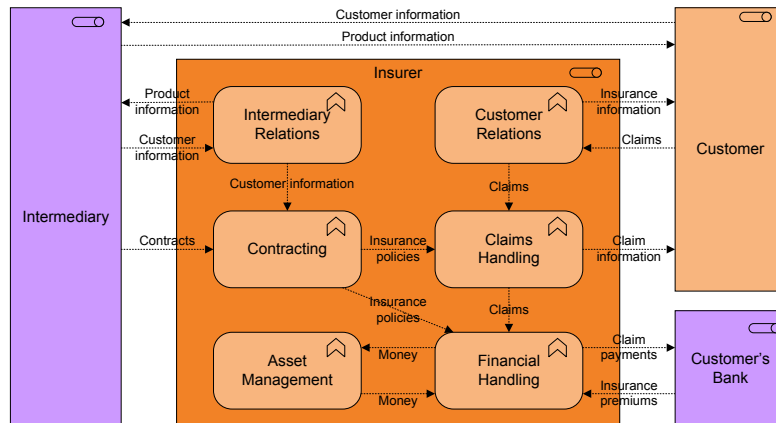 Customer information
Product information
Insurer
Product
information
Intermediary
Relations
Customer
Relations
Insurance
information
Customer
information
Claims
Customer
Customer information
Claims
Intermediary
Contracts
Contracting
Insurance
policies
Claims
Handling
Claim
information
Insurance
policies
Claims
Asset
Management
Money
Money
Financial
Handling
Claim
payments
Insurance
premiums
Customer's
Bank